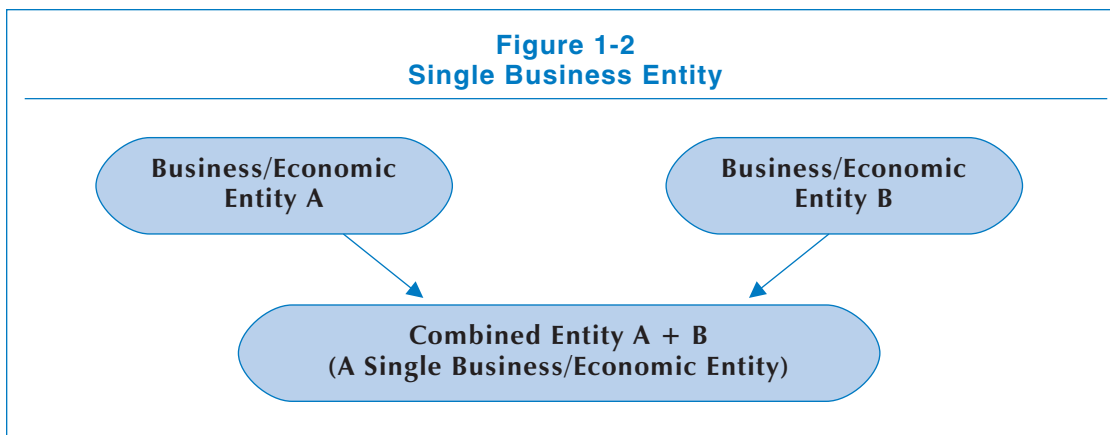 Figure 1-2
Single Business Entity
Business/Economic
Entity A
Business/Economic
Entity B
Combined Entity A + B
(A Single Business/Economic Entity)